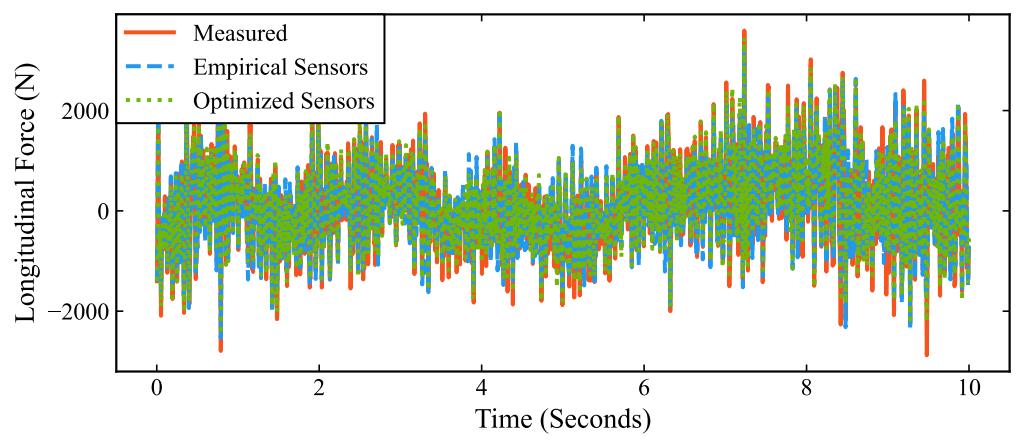 Measured
Empirical Sensors
Optimized Sensors
Longitudinal Force (N)
2000
0
−2000
0 2 4 6 8 10
Time (Seconds)